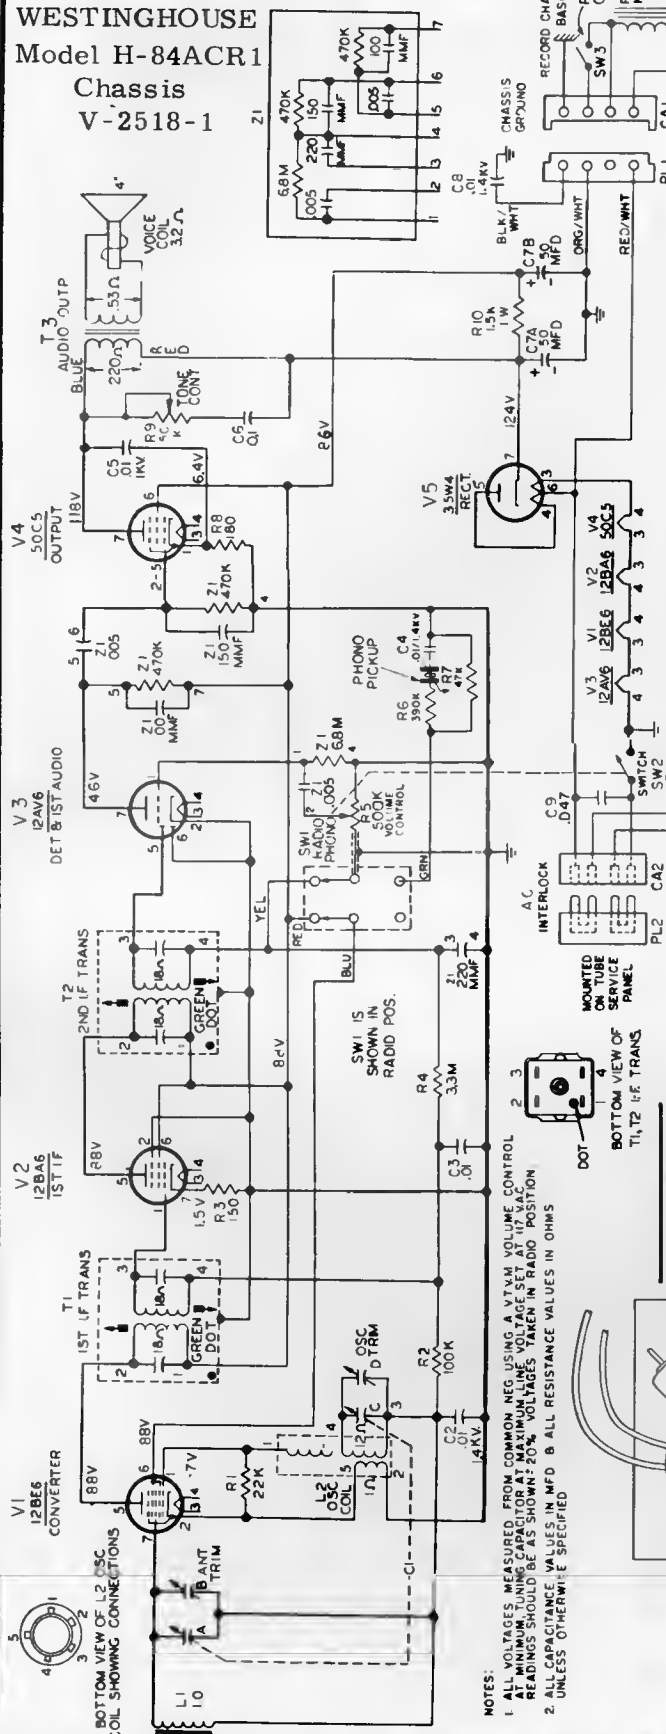 WESTINGHOUSE
Model H-84ACR1
Chassis
V-2518-1
Z1
470K
100
MMF
7
6
470K
150
MMF
.005
5
4
220
MMF
6.8M
3
.005
2
1
CHASSIS
GROUND
C8
.01
1.4KV
BLK/
WHT
ORG/WHT
RED/WHT
SW3
4"
VOICE
COIL
3.2Ω
.53Ω
T3
AUDIO OUTP
BLUE
220Ω
RED
TONE
CONT
R9
C6
0.1
C5
.01
1KV
118V
6.4V
86V
R10
1.5K
1W
C7A
50
MFD
C7B
50
MFD
124V
V5
35W4
RECT.
V4
50C5
OUTPUT
R8
180
Z1
470K
Z1
150
MMF
Z1
.005
Z1
470K
V3
12AV6
DET & 1ST AUDIO
46V
Z1
6.8M
Z1
.005
SW1
RADIO
PHONO
R5
500K
VOLUME
CONTROL
PHONO
PICKUP
C4
.01/1.4KV
R6
390K
R7
47K
GRN
YEL
RED
BLU
V4
50C5
V2
12BA6
V1
12BE6
V3
12AV6
SWITCH
SW2
C9
.047
AC
INTERLOCK
CA2
PL2
MOUNTED
ON TUBE
SERVICE
PANEL
T2
2ND I.F TRANS
18Ω
18Ω
GREEN
DOT
SW1 IS
SHOWN IN
RADIO POS.
Z1
220
MMF
R4
3.3M
C3
.01
V2
12BA6
1ST IF
88V
1.5V
R3
150
T1
1ST I.F TRANS
18Ω
18Ω
GREEN
DOT
R2
100K
BOTTOM VIEW OF
T1,T2 I.F. TRANS.
DOT
V1
12BE6
CONVERTER
88V
88V
-.7V
R1
22K
L2
OSC
COIL
12Ω
1Ω
OSC
D TRIM
C
C2
.01
1.4KV.
C1
B ANT
TRIM
A
L1
1.0
BOTTOM VIEW OF L2 OSC
COIL SHOWING CONNECTIONS
NOTES:
1. ALL VOLTAGES MEASURED FROM COMMON NEG USING A VTVM VOLUME CONTROL
AT MINIMUM, TUNING CAPACITOR AT MAXIMUM LINE VOLTAGE SET AT 117 VAC
READINGS SHOULD BE AS SHOWN ± 20% VOLTAGES TAKEN IN RADIO POSITION
2. ALL CAPACITANCE VALUES IN MFD & ALL RESISTANCE VALUES IN OHMS
UNLESS OTHERWISE SPECIFIED